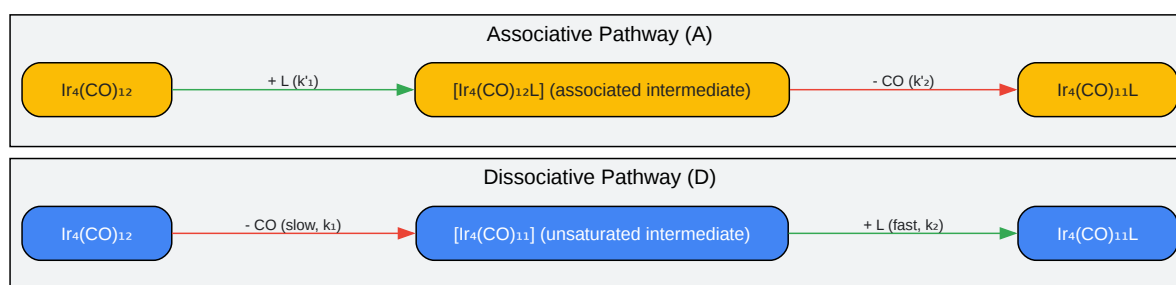 Associative Pathway (A)
Ir₄(CO)₁₂
+ L (k'₁)
[Ir₄(CO)₁₂L] (associated intermediate)
- CO (k'₂)
Ir₄(CO)₁₁L
Dissociative Pathway (D)
Ir₄(CO)₁₂
- CO (slow, k₁)
[Ir₄(CO)₁₁] (unsaturated intermediate)
+ L (fast, k₂)
Ir₄(CO)₁₁L